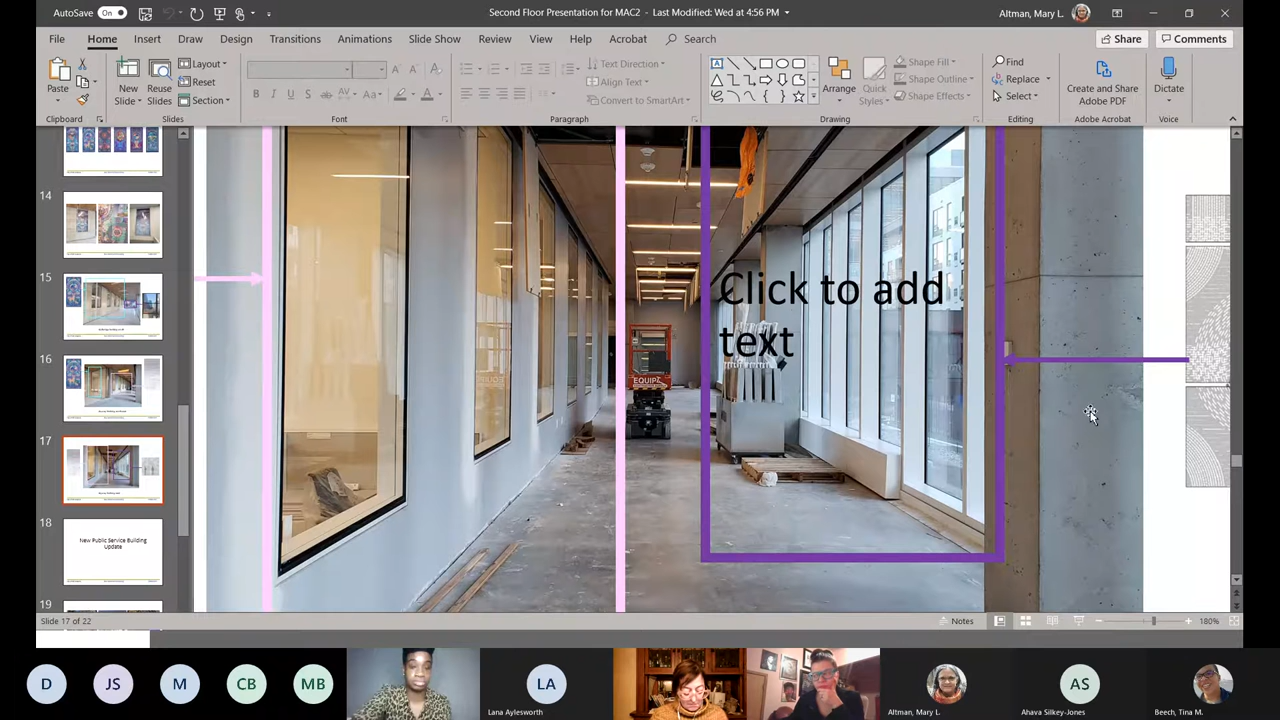 AutoSave On
Second Floor Presentation for MAC2 - Last Modified: Wed at 4:56 PM
Altman, Mary L.
File Home Insert Draw Design Transitions Animations Slide Show Review View Help Acrobat Search
Share Comments
Paste
New Slide
Reuse Slides
Layout
Reset
Section
Text Direction
Align Text
Convert to SmartArt
Arrange
Quick Styles
Shape Fill
Shape Outline
Shape Effects
Find
Replace
Select
Create and Share Adobe PDF
Dictate
Clipboard Slides Font Paragraph Drawing Editing Adobe Acrobat Voice
14
15
16
17
18
New Public Service Building
Update
19
Click to add
text
EQUIP
Slide 17 of 22
Notes
180%
D
JS
M
CB
MB
LA
Lana Aylesworth
Altman, Mary L.
AS
Ahava Silkey-Jones
Beech, Tina M.